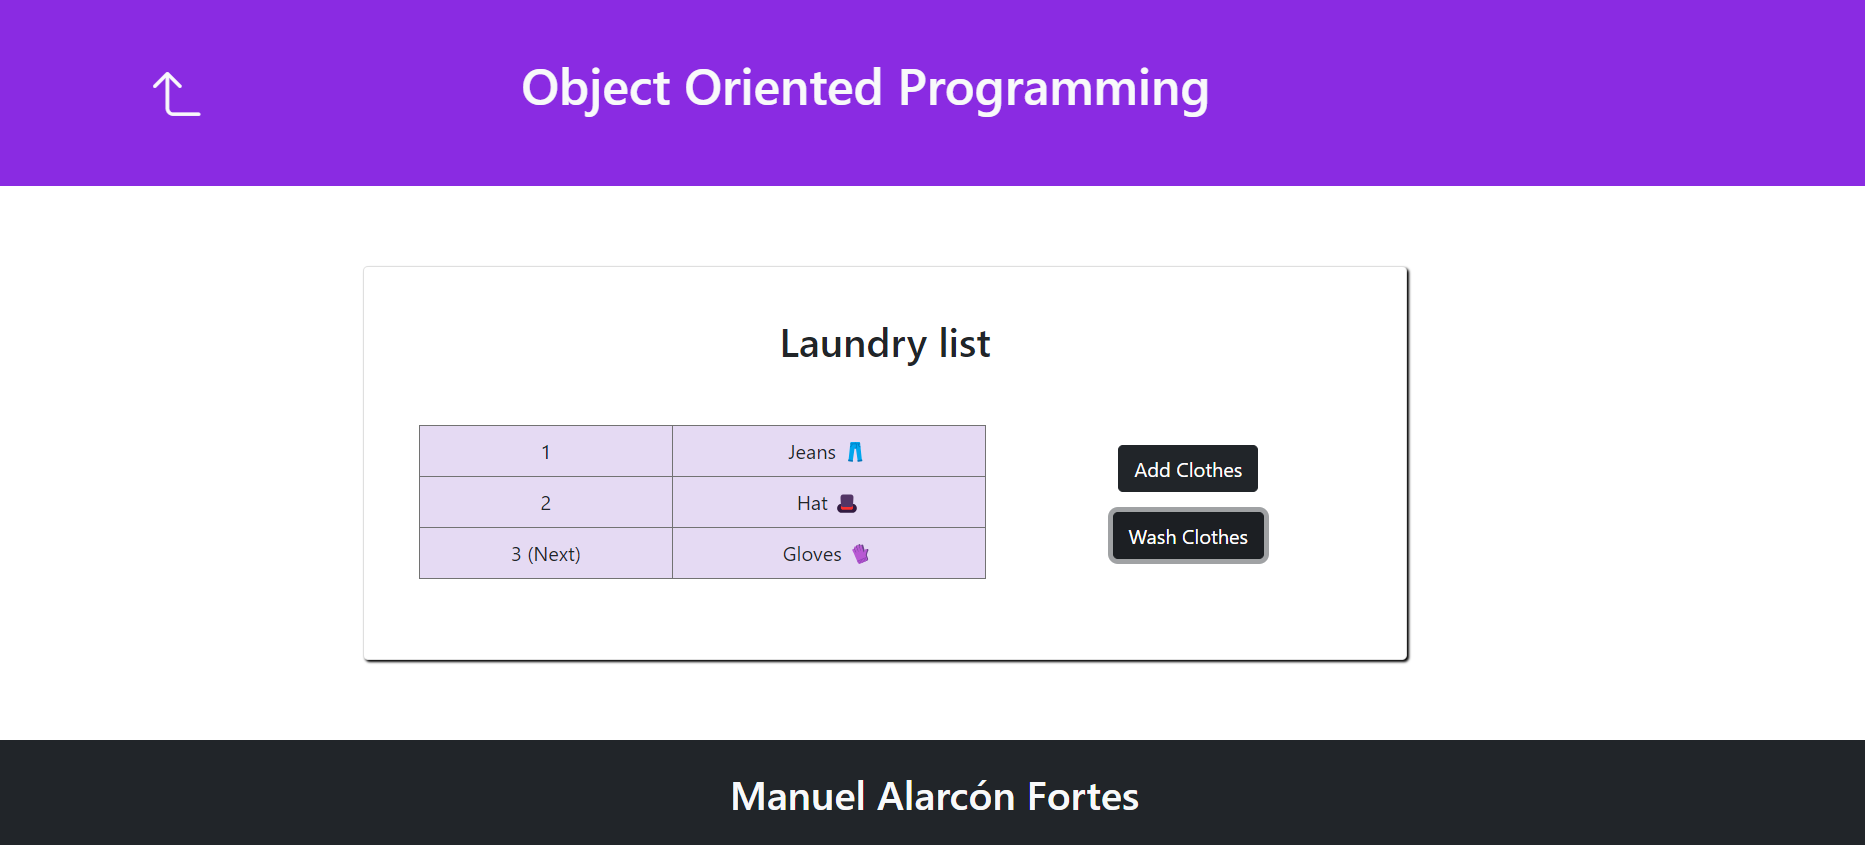 Object Oriented Programming
Laundry list
1 Jeans 👖
2 Hat 🎩
3 (Next) Gloves 🧤
Add Clothes
Wash Clothes
Manuel Alarcón Fortes